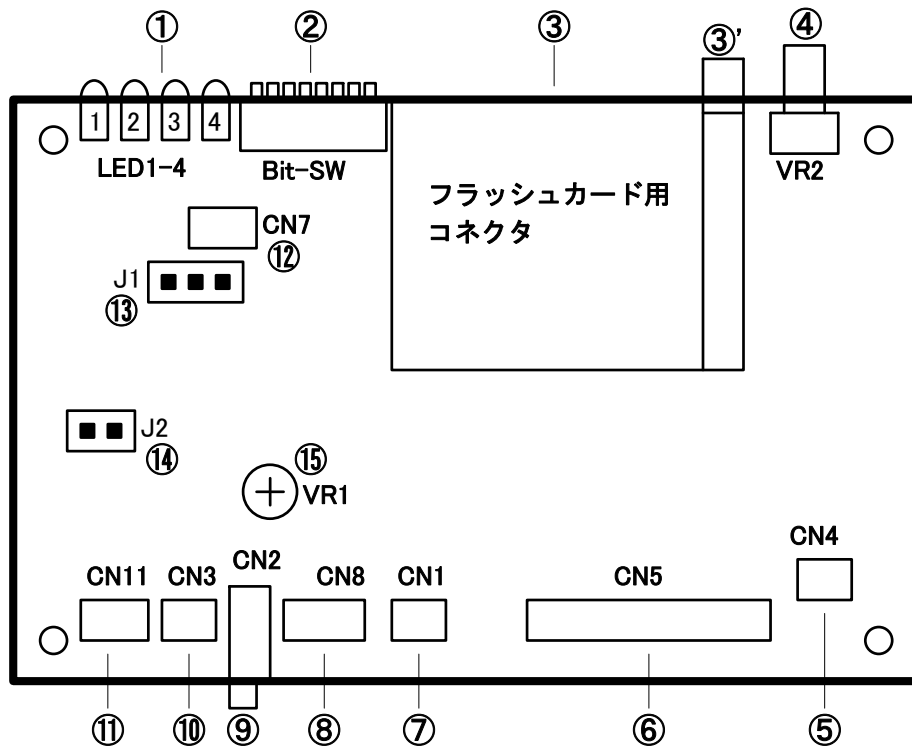 ① ② ③ ③’ ④
1 2 3 4
LED1-4 Bit-SW VR2
フラッシュカード用
コネクタ
CN7
⑫
J1
⑬
J2
⑭
⑮
VR1
CN4
CN2
CN11 CN3 CN8 CN1 CN5
⑪ ⑩ ⑨ ⑧ ⑦ ⑥ ⑤